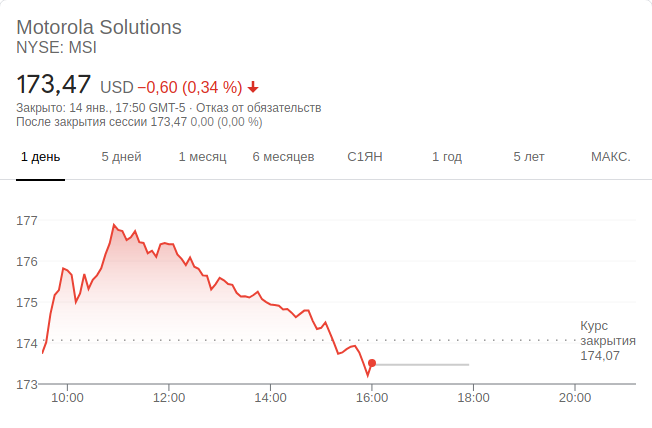 Motorola Solutions
NYSE: MSI
173,47 USD −0,60 (0,34 %)
Закрыто: 14 янв., 17:50 GMT-5 · Отказ от обязательств
После закрытия сессии 173,47 0,00 (0,00 %)
1 день 5 дней 1 месяц 6 месяцев С1ЯН 1 год 5 лет МАКС.
177
176
175
174
173
Курс
закрытия
174,07
10:00 12:00 14:00 16:00 18:00 20:00